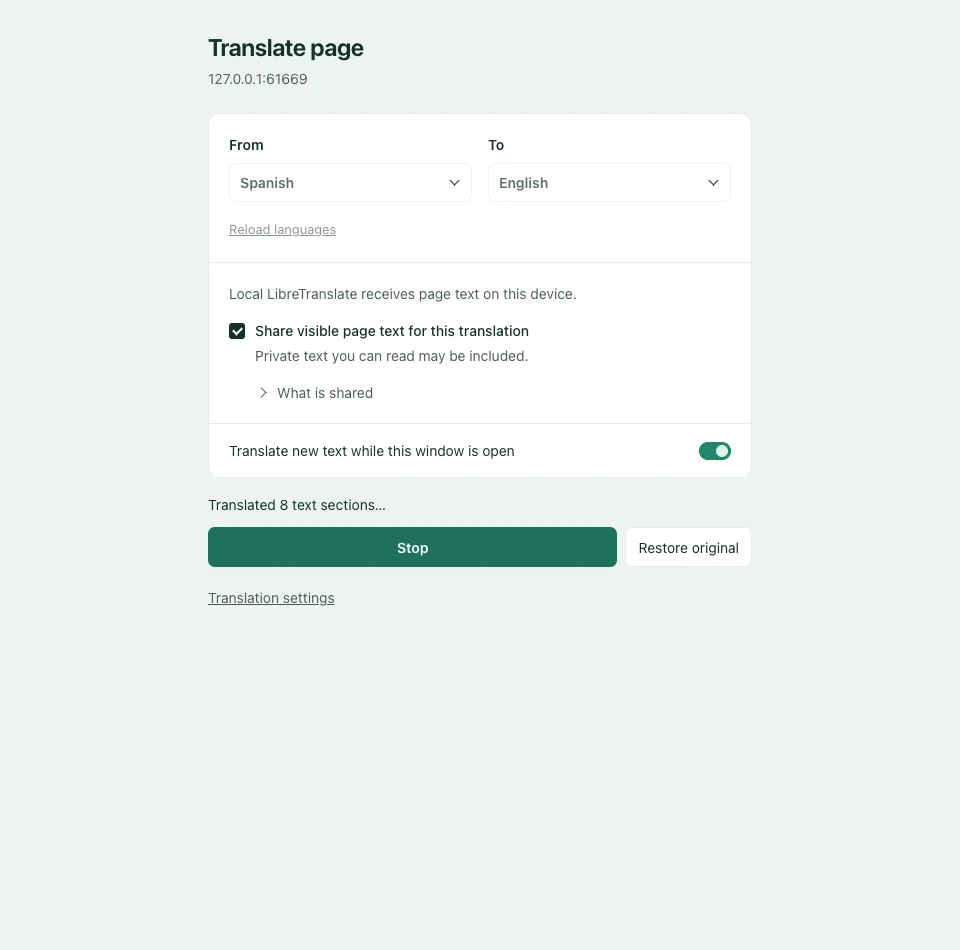 Translate page
127.0.0.1:61669
From
To
Spanish
English
Reload languages
Local LibreTranslate receives page text on this device.
Share visible page text for this translation
Private text you can read may be included.
What is shared
Translate new text while this window is open
Translated 8 text sections…
Stop
Restore original
Translation settings